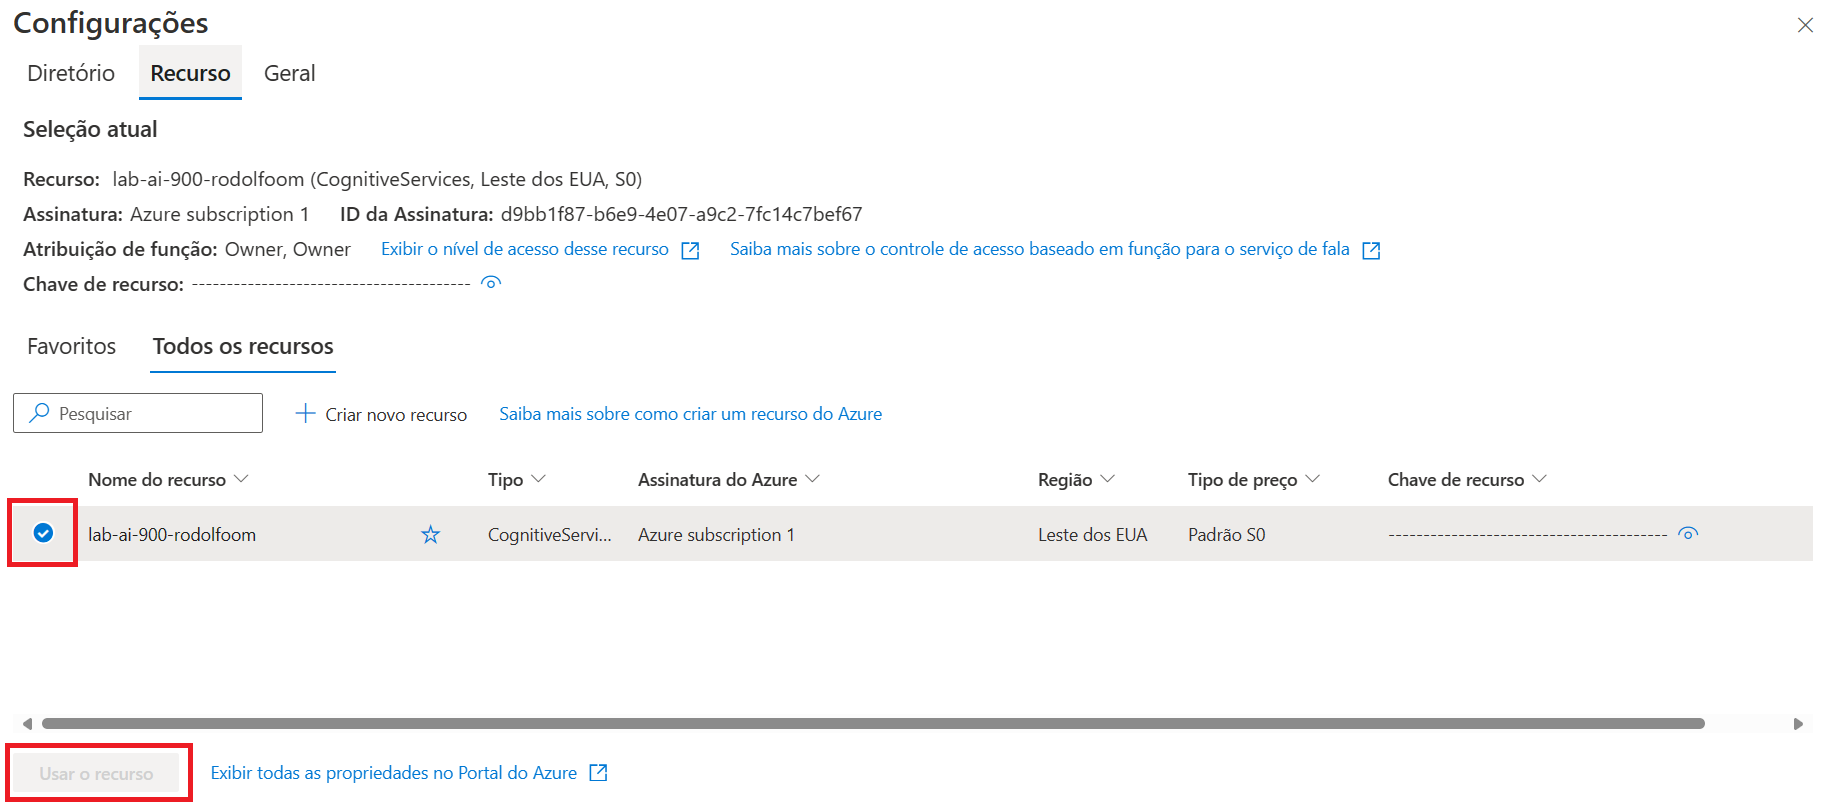 Configurações
Diretório Recurso Geral
Seleção atual
Recurso: lab-ai-900-rodolfoom (CognitiveServices, Leste dos EUA, S0)
Assinatura: Azure subscription 1 ID da Assinatura: d9bb1f87-b6e9-4e07-a9c2-7fc14c7bef67
Atribuição de função: Owner, Owner Exibir o nível de acesso desse recurso Saiba mais sobre o controle de acesso baseado em função para o serviço de fala
Chave de recurso: ----------------------------------------
Favoritos Todos os recursos
Pesquisar Criar novo recurso Saiba mais sobre como criar um recurso do Azure
Nome do recurso Tipo Assinatura do Azure Região Tipo de preço Chave de recurso
lab-ai-900-rodolfoom CognitiveServi... Azure subscription 1 Leste dos EUA Padrão S0 ----------------------------------------
Usar o recurso Exibir todas as propriedades no Portal do Azure